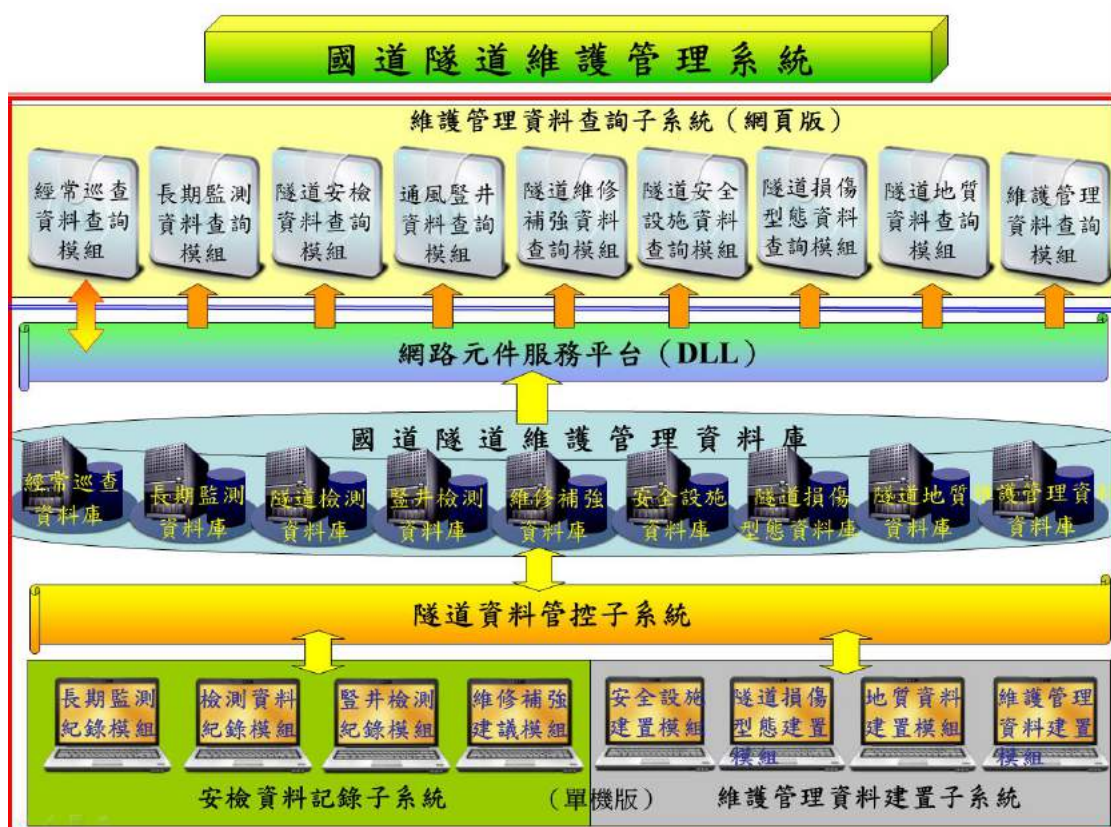 國道隧道維護管理系統
維護管理資料查詢子系統（網頁版）
經常巡查
資料查詢
模組
長期監測
資料查詢
模組
隧道安檢
資料查詢
模組
通風豎井
資料查詢
模組
隧道維修
補強資料
查詢模組
隧道安全
設施資料
查詢模組
隧道損傷
型態資料
查詢模組
隧道地質
資料查詢
模組
維護管理
資料查詢
模組
網路元件服務平台（DLL）
國道隧道維護管理資料庫
經常巡查
資料庫
長期監測
資料庫
隧道檢測
資料庫
豎井檢測
資料庫
維修補強
資料庫
安全設施
資料庫
隧道損傷
型態資料庫
隧道地質
資料庫
維護管理資料
資料庫
隧道資料管控子系統
長期監測
紀錄模組
檢測資料
紀錄模組
豎井檢測
紀錄模組
維修補強
建議模組
安全設施
建置模組
隧道損傷
型態建置
模組
地質資料
建置模組
維護管理
資料建置
模組
安檢資料記錄子系統
（單機版）
維護管理資料建置子系統